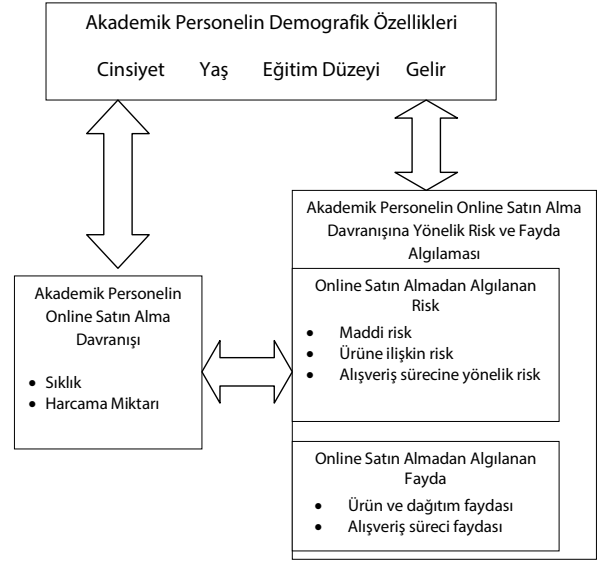 Akademik Personelin Demografik Özellikleri
Cinsiyet Yaş Eğitim Düzeyi Gelir
Akademik Personelin Online Satın Alma
Davranışına Yönelik Risk ve Fayda
Algılaması
Online Satın Almadan Algılanan
Risk
• Maddi risk
• Ürüne ilişkin risk
• Alışveriş sürecine yönelik risk
Akademik Personelin
Online Satın Alma
Davranışı
• Sıklık
• Harcama Miktarı
Online Satın Almadan Algılanan
Fayda
• Ürün ve dağıtım faydası
• Alışveriş süreci faydası